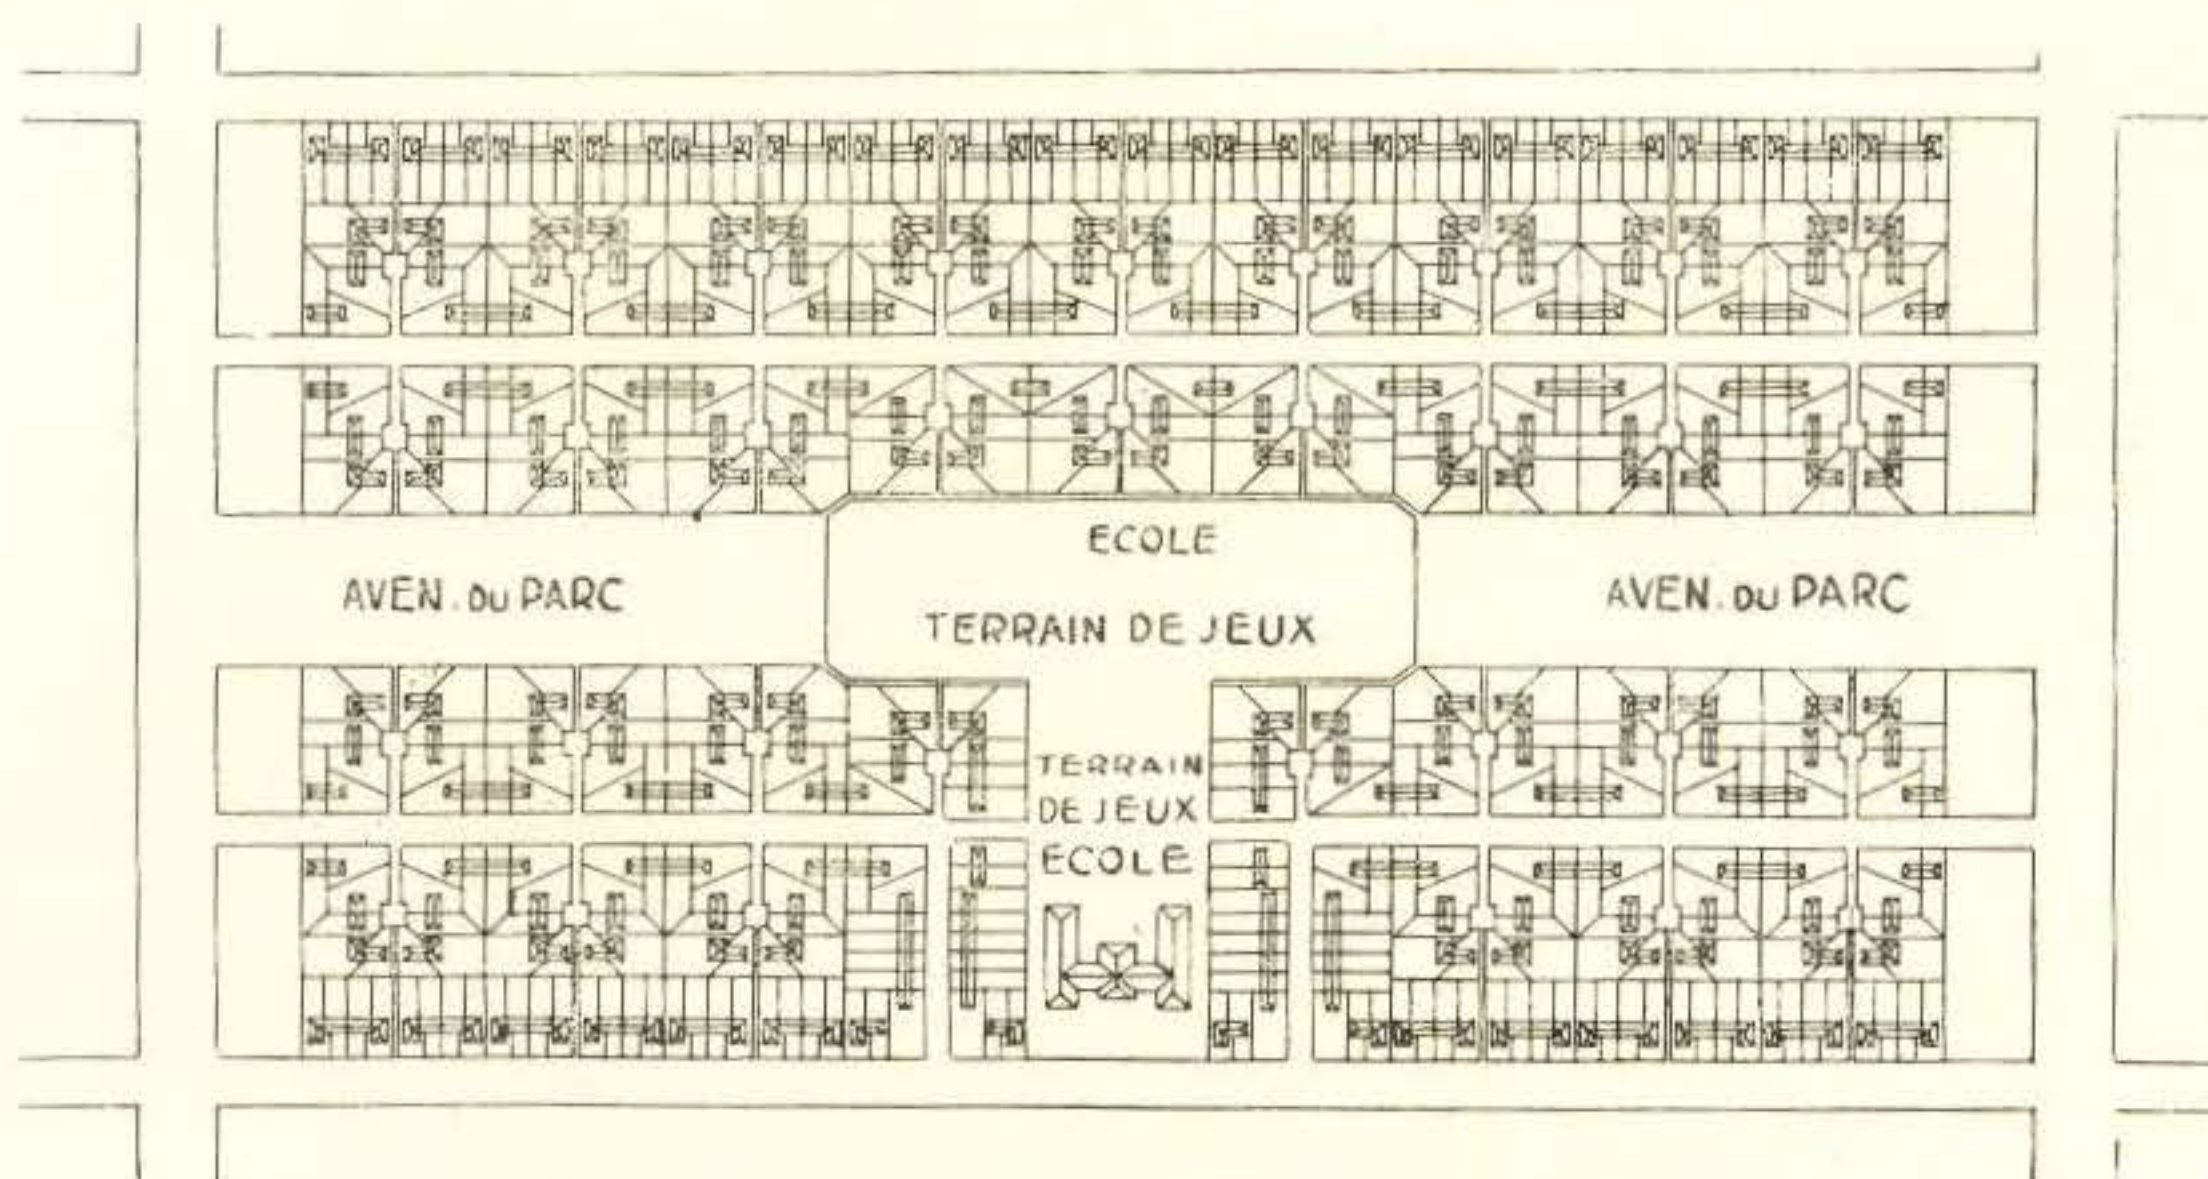 ECOLE
AVEN. DU PARC
AVEN. DU PARC
TERRAIN DE JEUX
TERRAIN
DE JEUX
ECOLE